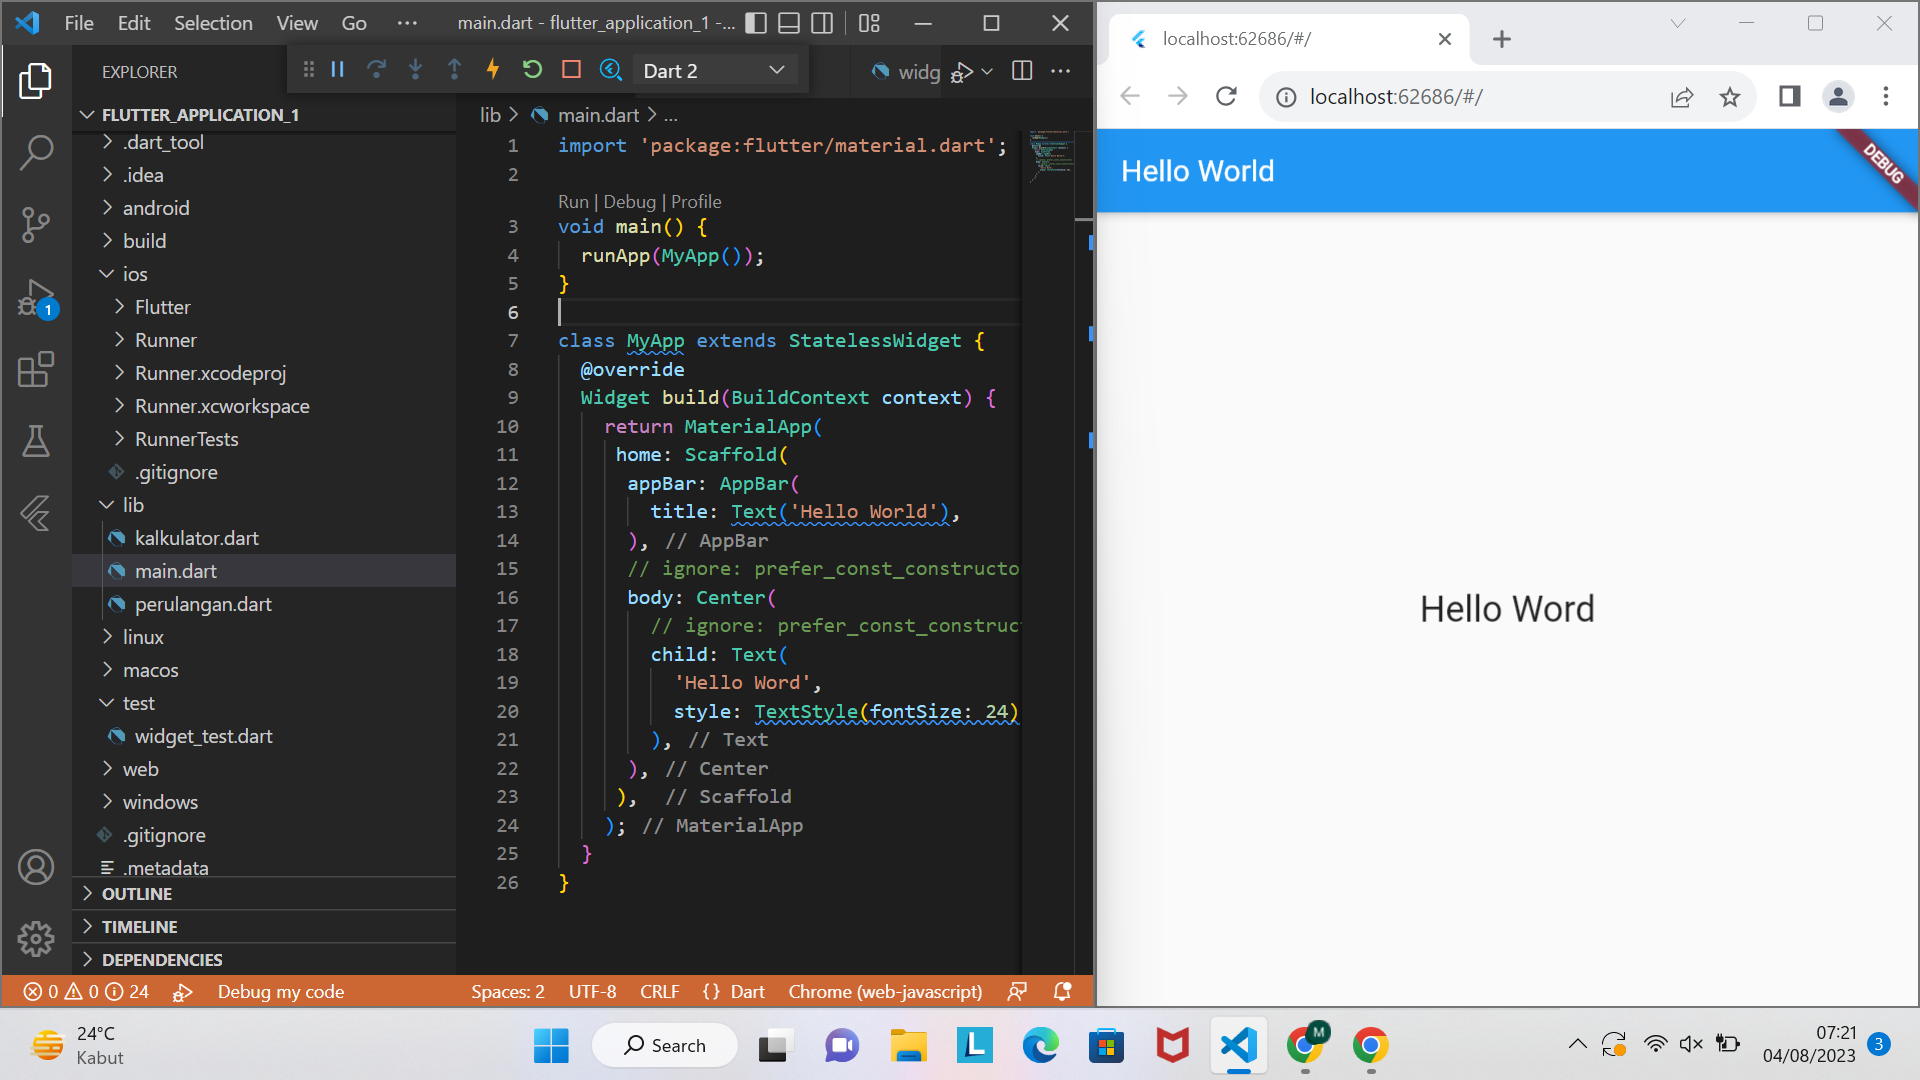 File Edit Selection View Go ··· main.dart - flutter_application_1 -...
EXPLORER
Dart 2
widg
FLUTTER_APPLICATION_1
.dart_tool
.idea
android
build
ios
Flutter
Runner
Runner.xcodeproj
Runner.xcworkspace
RunnerTests
.gitignore
lib
kalkulator.dart
main.dart
perulangan.dart
linux
macos
test
widget_test.dart
web
windows
.gitignore
.metadata
OUTLINE
TIMELINE
DEPENDENCIES
lib > main.dart > ...
1 import 'package:flutter/material.dart';
2
Run | Debug | Profile
3 void main() {
4 runApp(MyApp());
5 }
6
7 class MyApp extends StatelessWidget {
8 @override
9 Widget build(BuildContext context) {
10 return MaterialApp(
11 home: Scaffold(
12 appBar: AppBar(
13 title: Text('Hello World'),
14 ), // AppBar
15 // ignore: prefer_const_constructo
16 body: Center(
17 // ignore: prefer_const_construct
18 child: Text(
19 'Hello Word',
20 style: TextStyle(fontSize: 24)
21 ), // Text
22 ), // Center
23 ), // Scaffold
24 ); // MaterialApp
25 }
26 }
1
0 0 24 Debug my code Spaces: 2 UTF-8 CRLF {} Dart Chrome (web-javascript)
localhost:62686/#/
localhost:62686/#/
Hello World
DEBUG
Hello Word
24°C
Kabut
Search
L
M
07:21
04/08/2023
3